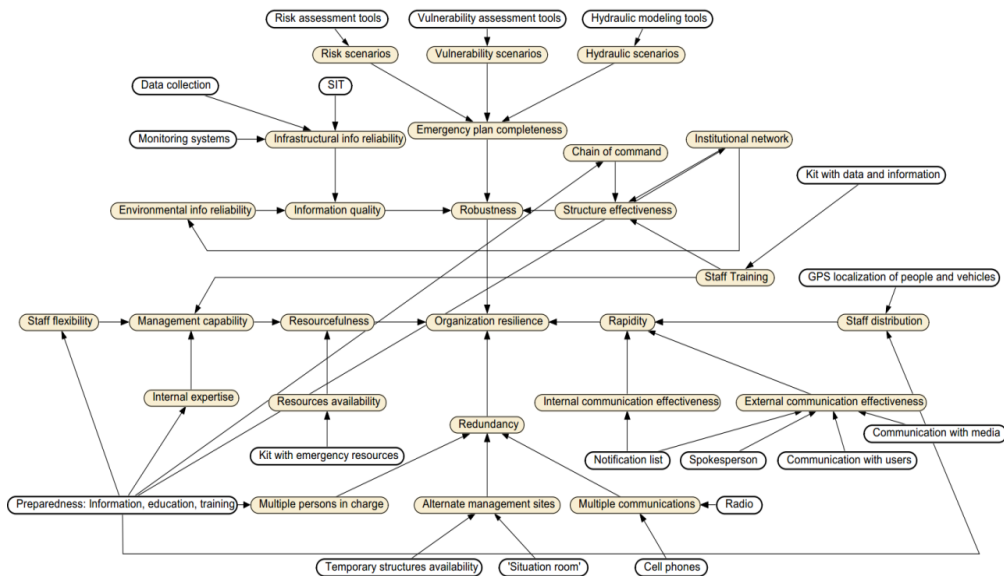 Risk assessment tools
Vulnerability assessment tools
Hydraulic modeling tools
Risk scenarios
Vulnerability scenarios
Hydraulic scenarios
Data collection
SIT
Emergency plan completeness
Monitoring systems
Infrastructural info reliability
Institutional network
Chain of command
Kit with data and information
Environmental info reliability
Information quality
Robustness
Structure effectiveness
Staff Training
GPS localization of people and vehicles
Staff flexibility
Management capability
Resourcefulness
Organization resilience
Rapidity
Staff distribution
Internal expertise
Resources availability
Internal communication effectiveness
External communication effectiveness
Redundancy
Communication with media
Kit with emergency resources
Notification list
Spokesperson
Communication with users
Preparedness: Information, education, training
Multiple persons in charge
Alternate management sites
Multiple communications
Radio
Temporary structures availability
'Situation room'
Cell phones